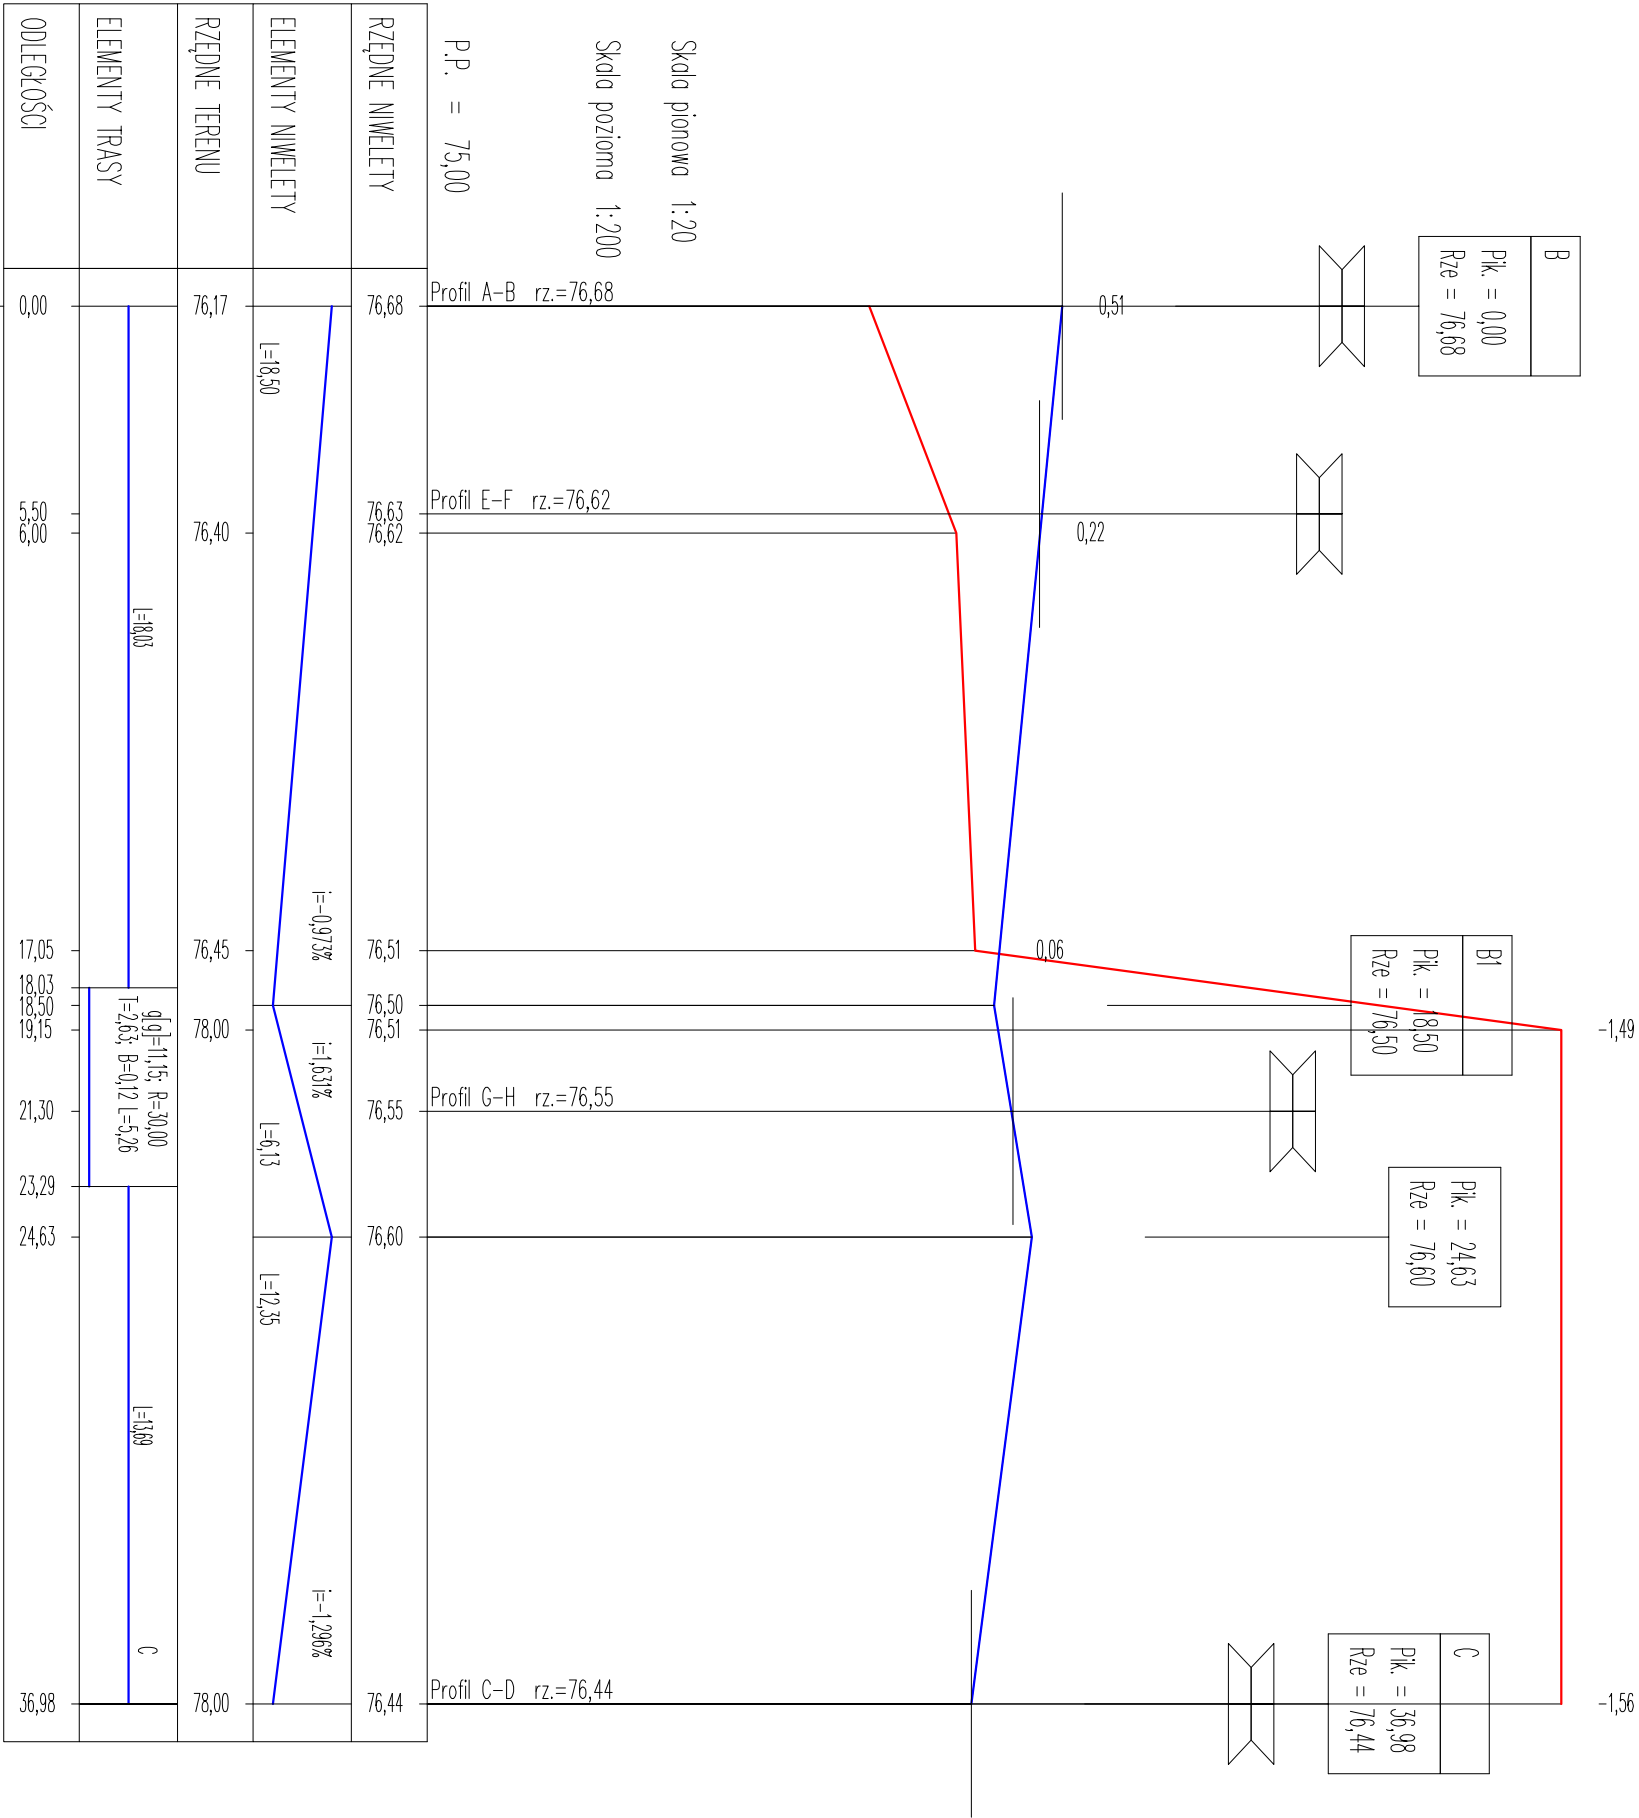 B
Pik. = 0,00
Rze = 76,68
B1
Pik. = 18,50
Rze = 76,50
Pik. = 24,63
Rze = 76,60
C
Pik. = 36,98
Rze = 76,44
0,51
0,22
0,06
-1,49
-1,56
Skala pionowa 1:20
Skala pozioma 1:200
P.P. = 75,00
Profil A-B rz.=76,68
Profil E-F rz.=76,62
Profil G-H rz.=76,55
Profil C-D rz.=76,44
RZĘDNE NIWELETY
76,68
76,63
76,62
76,51
76,50
76,51
76,55
76,60
76,44
ELEMENTY NIWELETY
i=-0,973%
i=1,631%
i=-1,296%
L=18,50
L=6,13
L=12,35
RZĘDNE TERENU
76,17
76,40
76,45
78,00
78,00
ELEMENTY TRASY
L=18,03
g[g]=11,15; R=30,00
T=2,63; B=0,12 L=5,26
L=13,69
C
ODLEGŁOŚCI
0,00
5,50
6,00
17,05
18,03
18,50
19,15
21,30
23,29
24,63
36,98